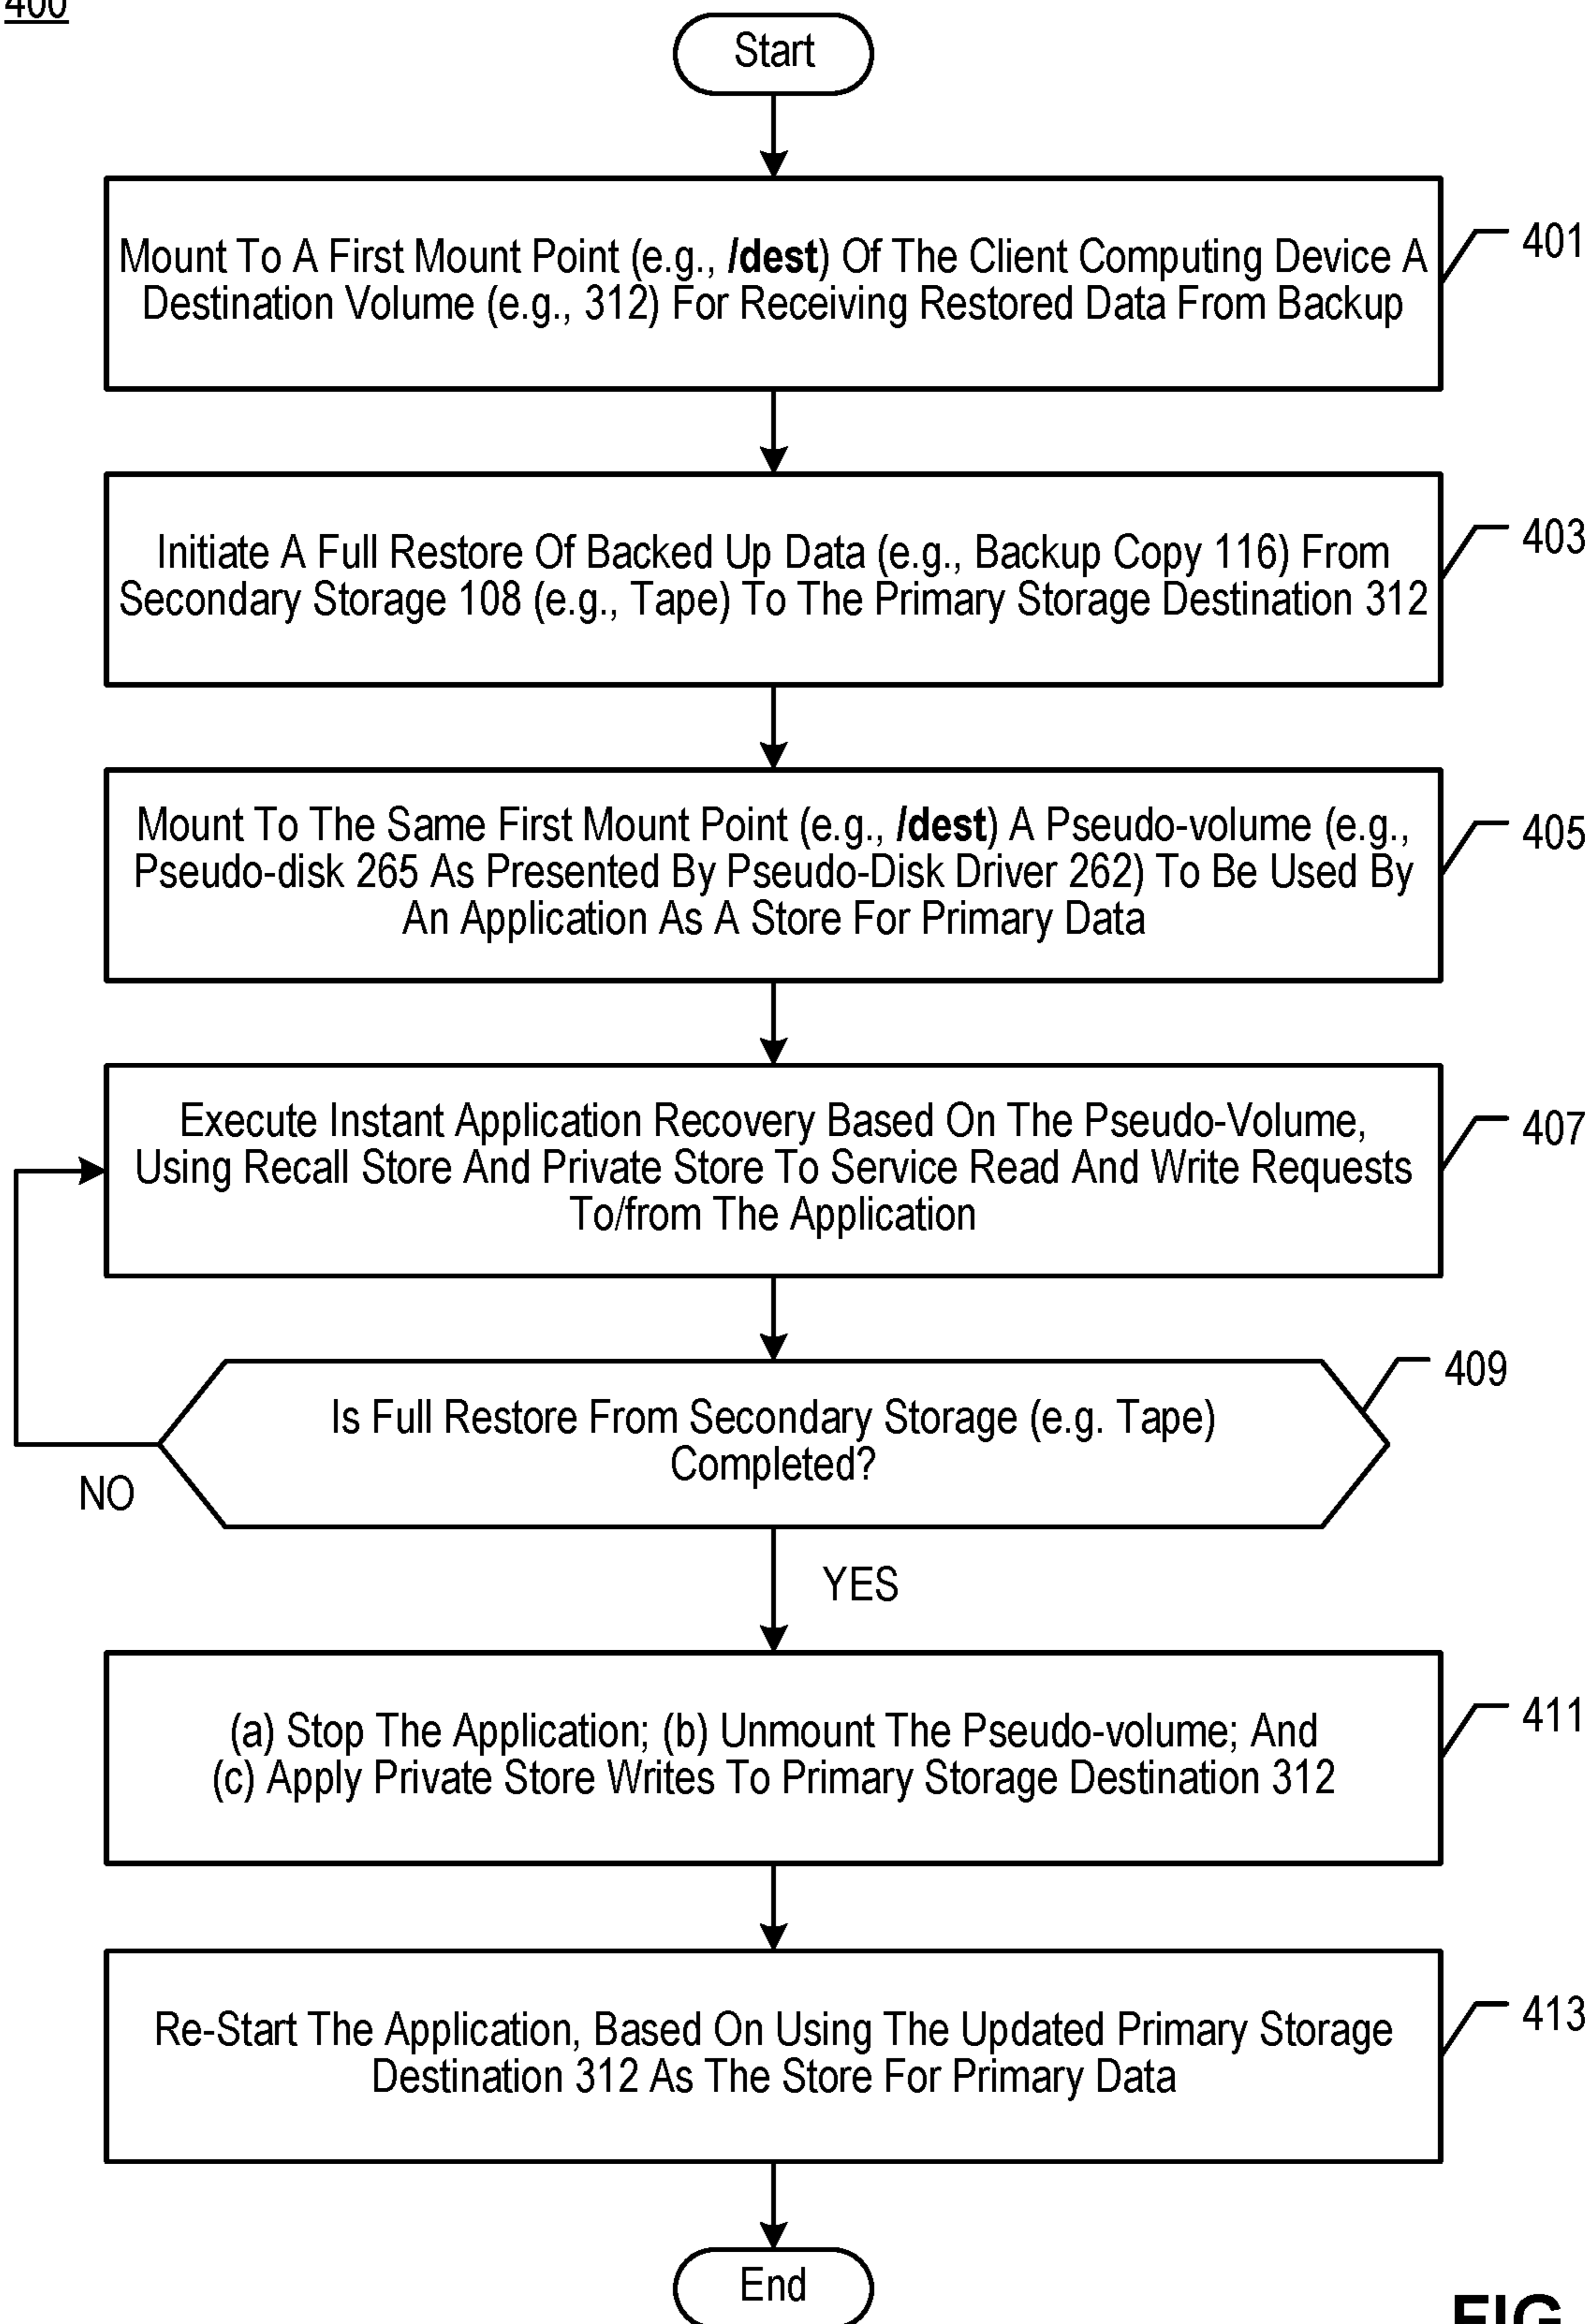 400
Start
Mount To A First Mount Point (e.g., /dest) Of The Client Computing Device A
Destination Volume (e.g., 312) For Receiving Restored Data From Backup
401
Initiate A Full Restore Of Backed Up Data (e.g., Backup Copy 116) From
Secondary Storage 108 (e.g., Tape) To The Primary Storage Destination 312
403
Mount To The Same First Mount Point (e.g., /dest) A Pseudo-volume (e.g.,
Pseudo-disk 265 As Presented By Pseudo-Disk Driver 262) To Be Used By
An Application As A Store For Primary Data
405
Execute Instant Application Recovery Based On The Pseudo-Volume,
Using Recall Store And Private Store To Service Read And Write Requests
To/from The Application
407
Is Full Restore From Secondary Storage (e.g. Tape)
Completed?
409
NO
YES
(a) Stop The Application; (b) Unmount The Pseudo-volume; And
(c) Apply Private Store Writes To Primary Storage Destination 312
411
Re-Start The Application, Based On Using The Updated Primary Storage
Destination 312 As The Store For Primary Data
413
End
FIG